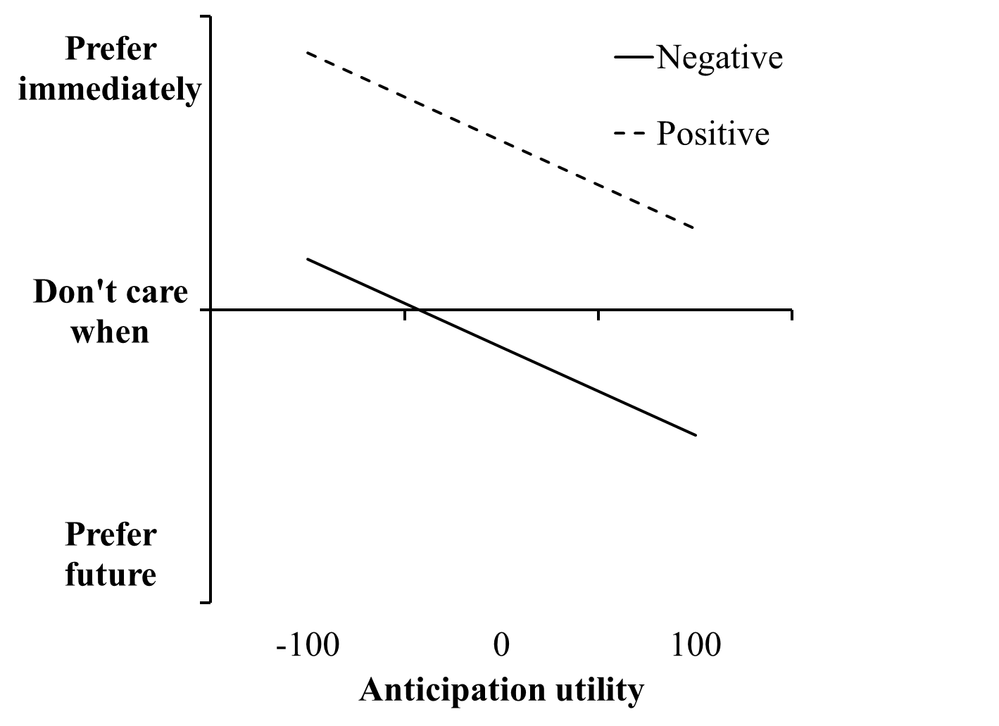 Prefer
immediately
Negative
Positive
Don't care
when
Prefer
future
-100 0 100
Anticipation utility